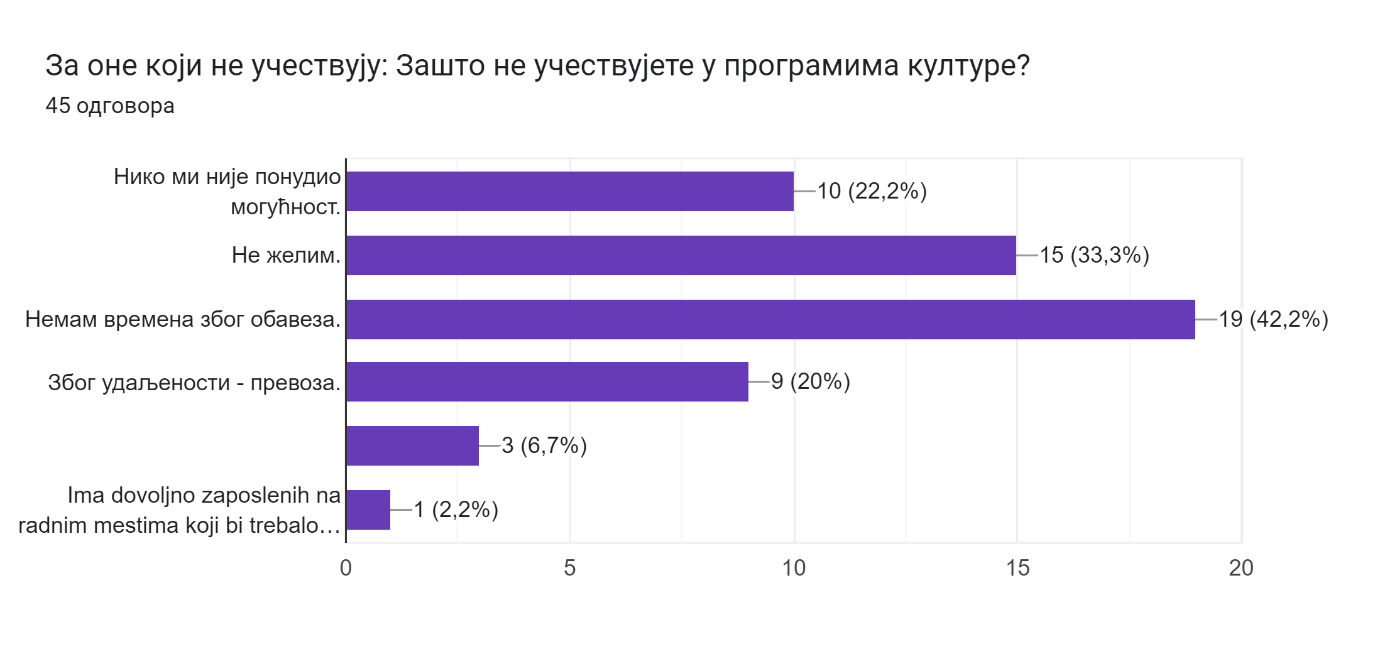 За оне који не учествују: Зашто не учествујете у програмима културе?
45 одговора
Нико ми није понудио
могућност.
10 (22,2%)
Не желим.
15 (33,3%)
Немам времена због обавеза.
19 (42,2%)
Због удаљености - превоза.
9 (20%)
3 (6,7%)
Ima dovoljno zaposlenih na
radnim mestima koji bi trebalo…
1 (2,2%)
0
5
10
15
20